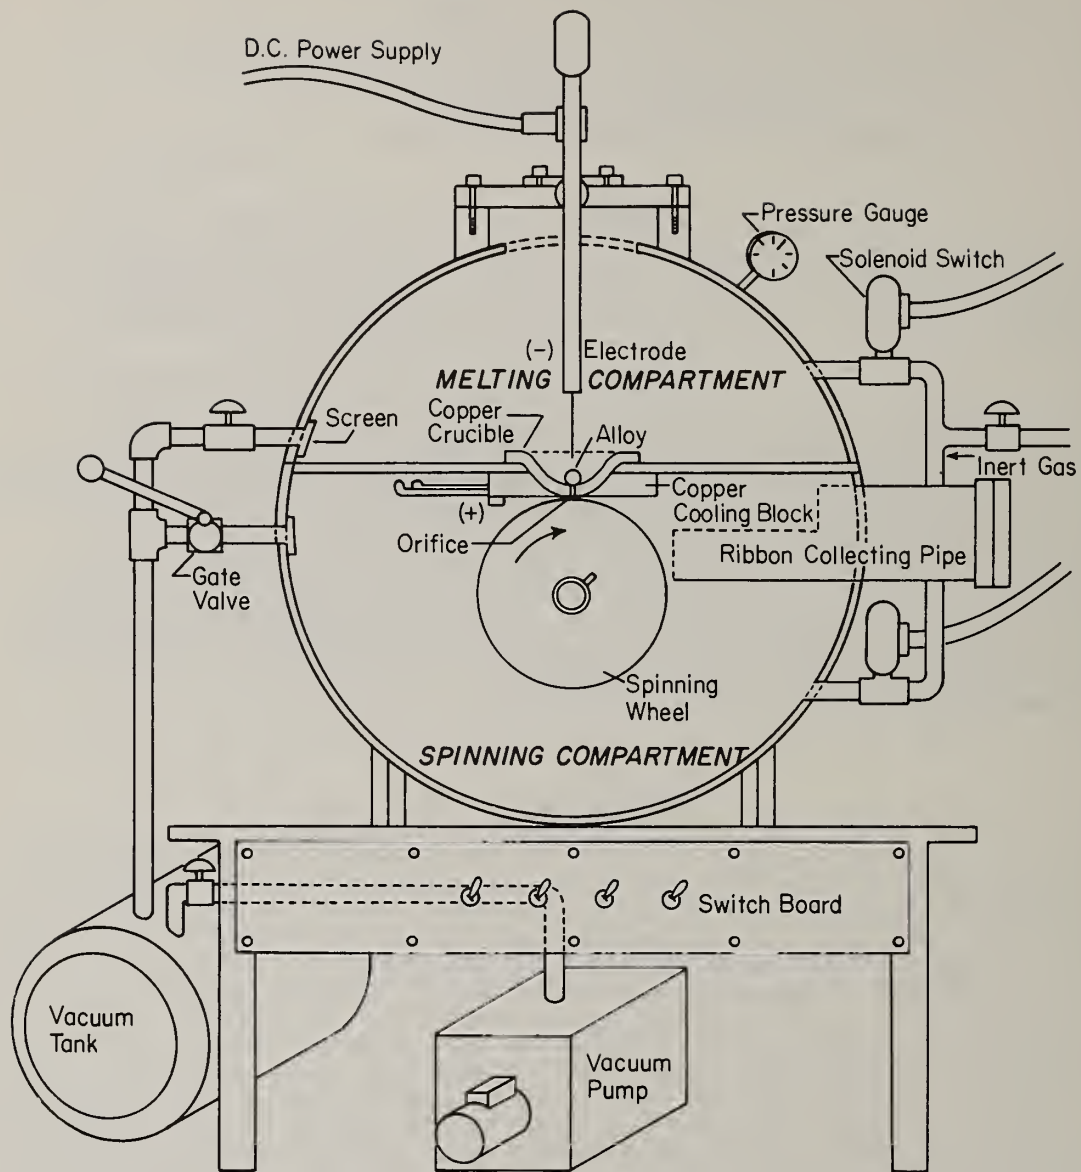 D.C. Power Supply
Pressure Gauge
Solenoid Switch
(-) Electrode
MELTING COMPARTMENT
Copper
Crucible
Screen
Alloy
Inert Gas
(+)
Copper
Cooling Block
Orifice
Ribbon Collecting Pipe
Gate
Valve
Spinning
Wheel
SPINNING COMPARTMENT
Switch Board
Vacuum
Tank
Vacuum
Pump